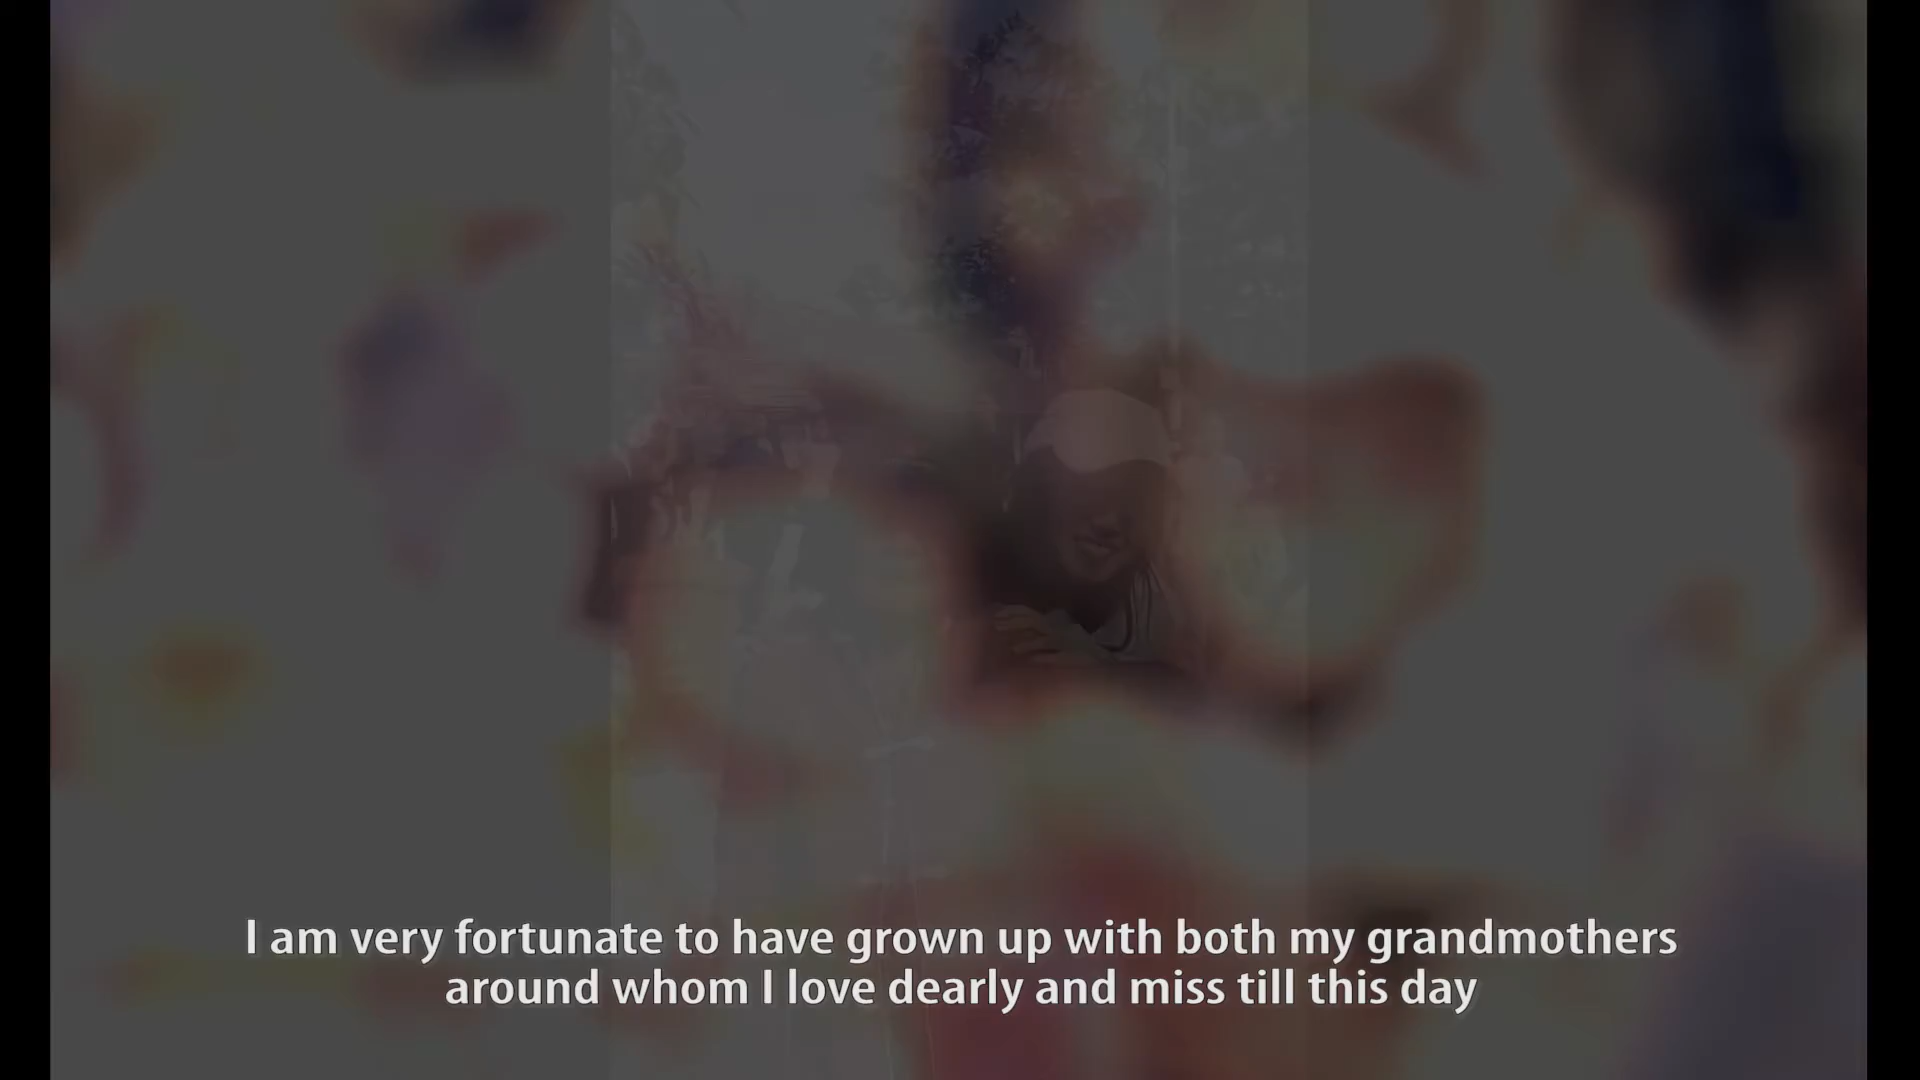 I am very fortunate to have grown up with both my grandmothers
around whom I love dearly and miss till this day